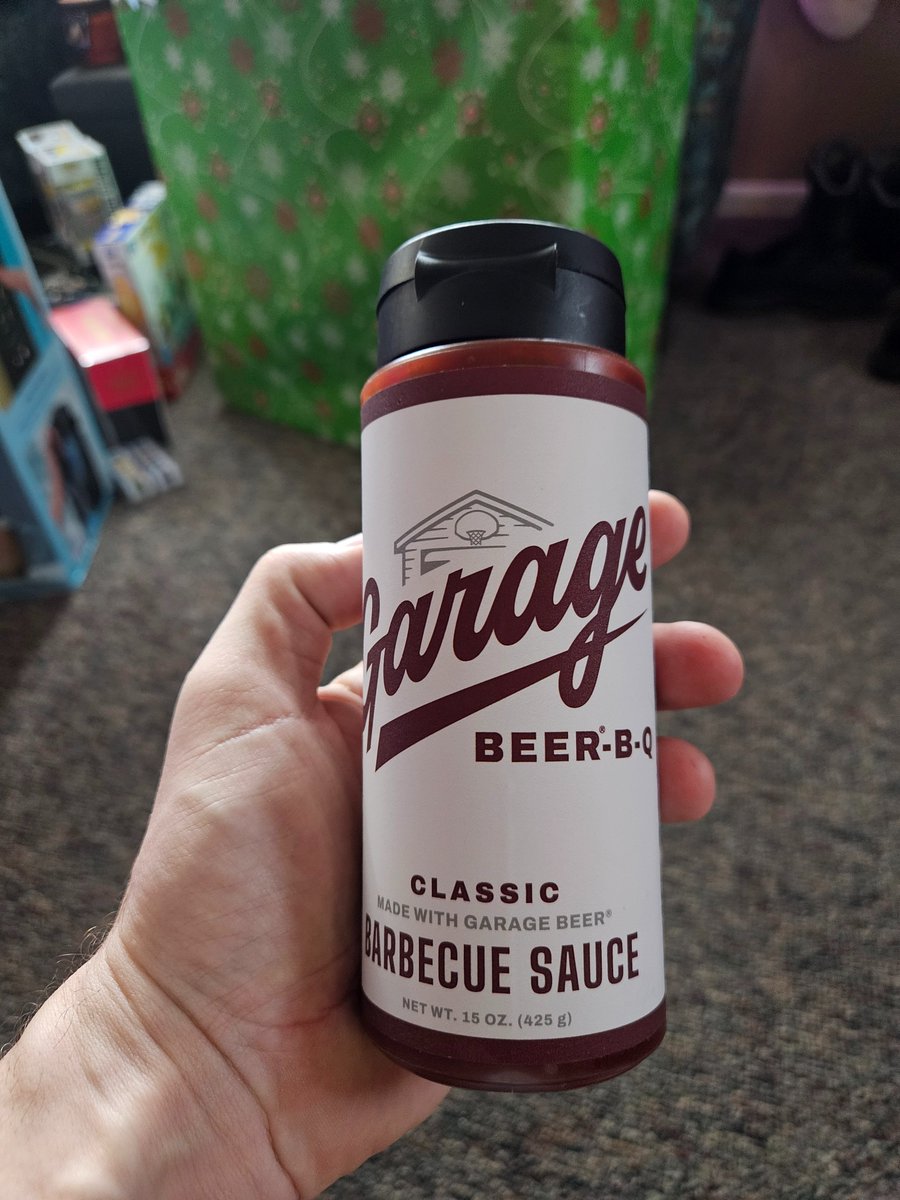 Garage
BEER®-B-Q
CLASSIC
MADE WITH GARAGE BEER®
BARBECUE SAUCE
NET WT. 15 OZ. (425 g)